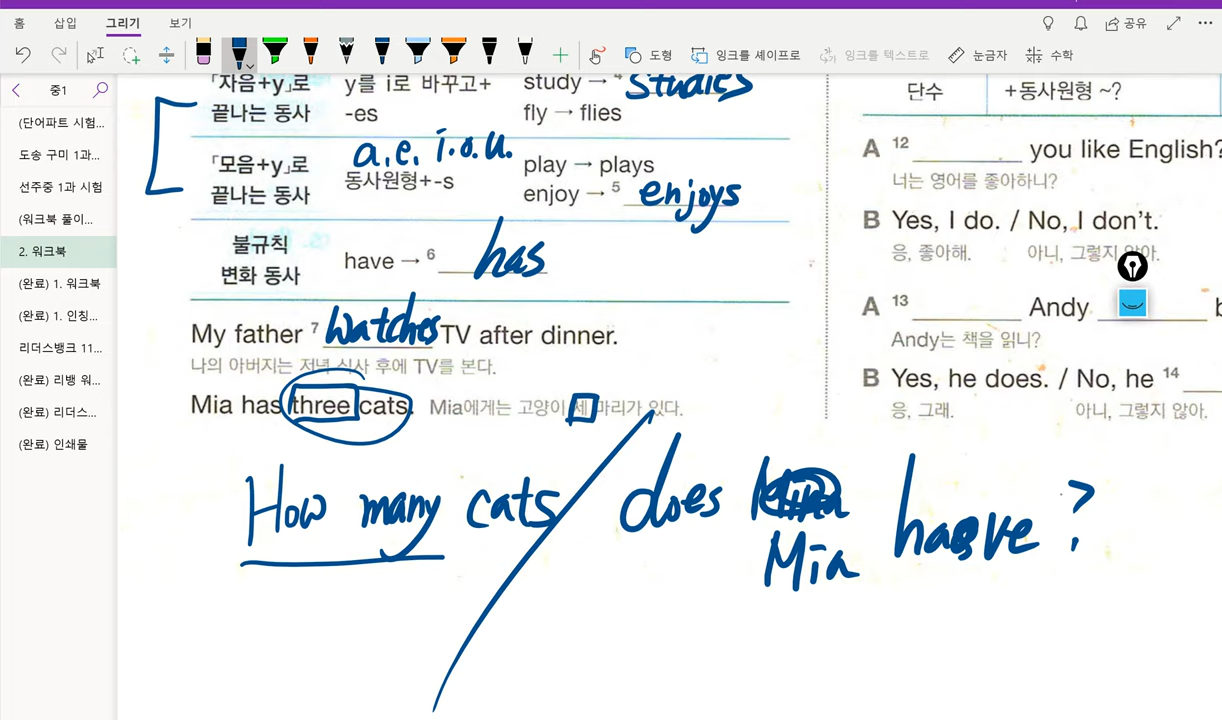 홈 삽입 그리기 보기
공유
도형 잉크를 셰이프로 잉크를 텍스트로 눈금자 수학
중1
(단어파트 시험...
도송 구미 1과...
선주중 1과 시험
(워크북 풀이...
2. 워크북
(완료) 1. 워크북
(완료) 1. 인칭...
리더스뱅크 11...
(완료) 리뱅 워...
(완료) 리더스...
(완료) 인쇄물
「자음+y」로 y를 i로 바꾸고+ study → 4 studies
끝나는 동사 -es fly → flies
a, e, i, o, u.
「모음+y」로 play → plays
끝나는 동사 동사원형+-s enjoy → 5 enjoys
불규칙
변화 동사 have → 6 has
My father 7 watches TV after dinner.
나의 아버지는 저녁 식사 후에 TV를 본다.
Mia has three cats. Mia에게는 고양이 세 마리가 있다.
How many cats does Mia have?
단수 +동사원형 ~?
A 12 you like English?
너는 영어를 좋아하니?
B Yes, I do. / No, I don't.
응, 좋아해. 아니, 그렇지 않아.
A 13 Andy b
Andy는 책을 읽니?
B Yes, he does. / No, he 14
응, 그래. 아니, 그렇지 않아.